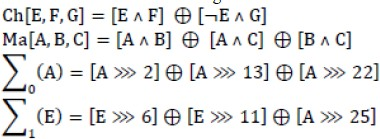 Ch[E, F, G] = [E ∧ F] ⊕ [¬E ∧ G]
Ma[A, B, C] = [A ∧ B] ⊕ [A ∧ C] ⊕ [B ∧ C]
∑₀(A) = [A ⋙ 2] ⊕ [A ⋙ 13] ⊕ [A ⋙ 22]
∑₁(E) = [E ⋙ 6] ⊕ [E ⋙ 11] ⊕ [A ⋙ 25]